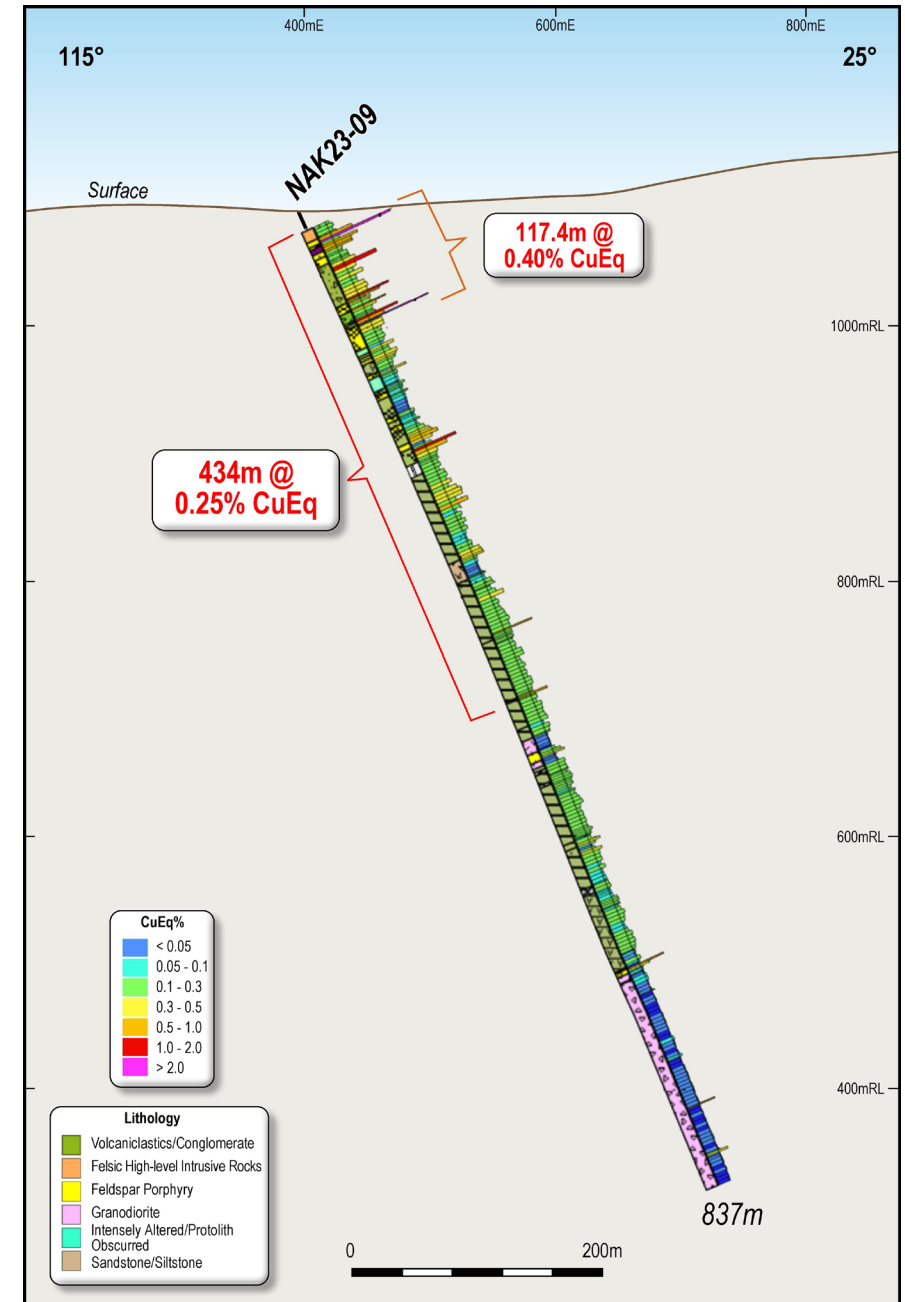 400mE
600mE
800mE
115°
25°
NAK23-09
Surface
117.4m @
0.40% CuEq
1000mRL
434m @
0.25% CuEq
800mRL
600mRL
CuEq%
< 0.05
0.05 - 0.1
0.1 - 0.3
0.3 - 0.5
0.5 - 1.0
1.0 - 2.0
> 2.0
400mRL
Lithology
Volcaniclastics/Conglomerate
Felsic High-level Intrusive Rocks
Feldspar Porphyry
Granodiorite
Intensely Altered/Protolith
Obscurred
Sandstone/Siltstone
837m
0
200m